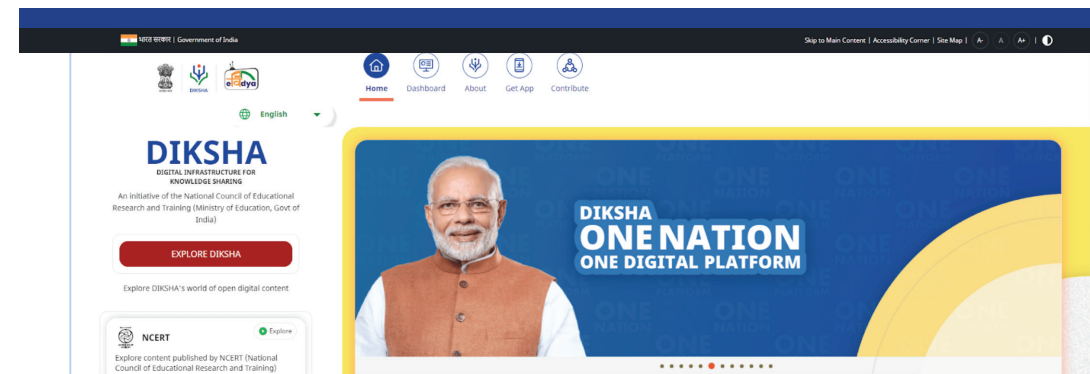 भारत सरकार | Government of India
Skip to Main Content | Accessibility Corner | Site Map | A- A A+ |
DIKSHA
Home Dashboard About Get App Contribute
English
DIKSHA
DIGITAL INFRASTRUCTURE FOR
KNOWLEDGE SHARING
An initiative of the National Council of Educational
Research and Training (Ministry of Education, Govt of
India)
EXPLORE DIKSHA
Explore DIKSHA's world of open digital content
NCERT
Explore
Explore content published by NCERT (National
Council of Educational Research and Training)
DIKSHA
ONE NATION
ONE DIGITAL PLATFORM